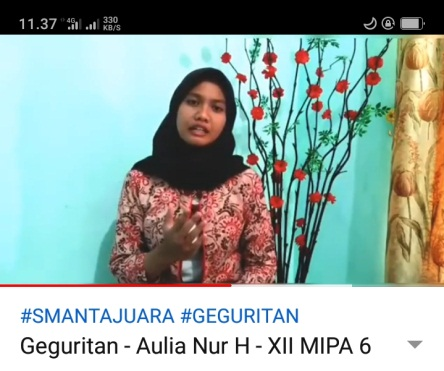 11.37 4G 330 KB/S
#SMANTAJUARA #GEGURITAN
Geguritan - Aulia Nur H - XII MIPA 6